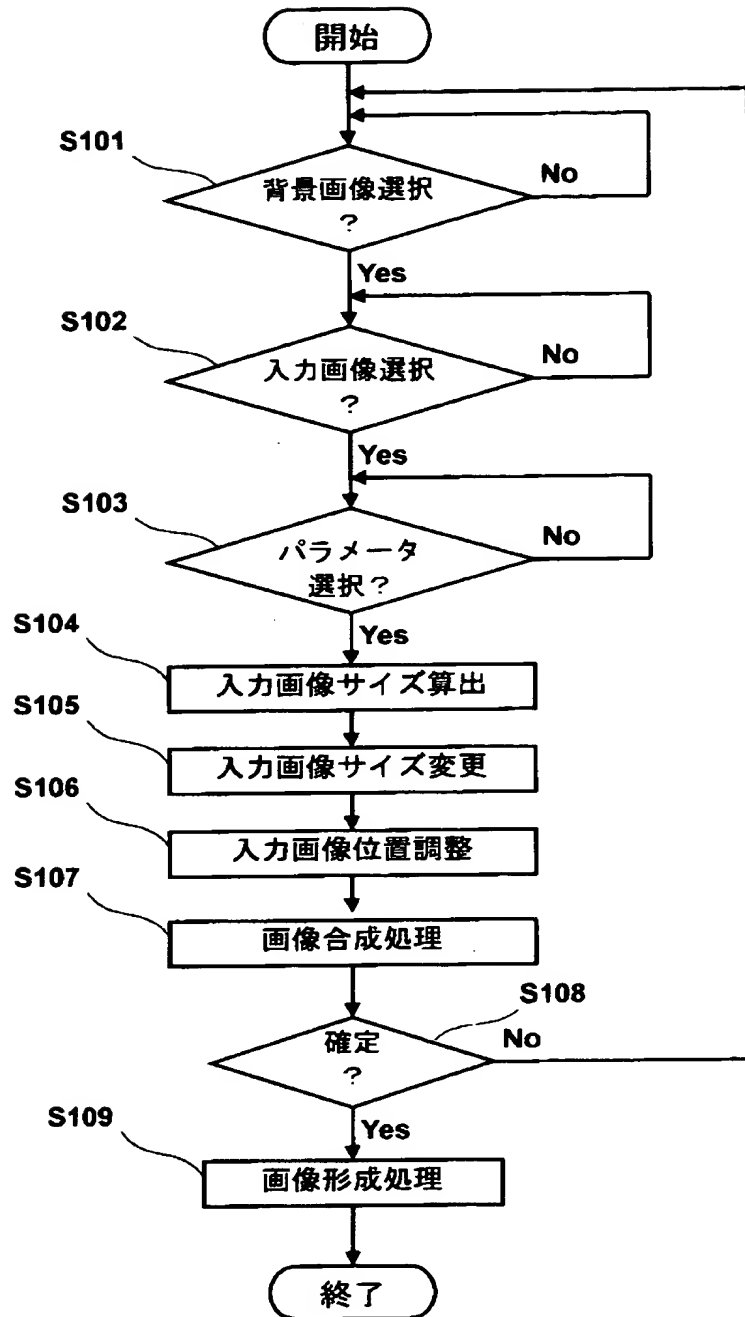 開始
S101
背景画像選択
?
No
Yes
S102
入力画像選択
?
No
Yes
S103
パラメータ
選択?
No
Yes
S104
入力画像サイズ算出
S105
入力画像サイズ変更
S106
入力画像位置調整
S107
画像合成処理
S108
確定
?
No
Yes
S109
画像形成処理
終了